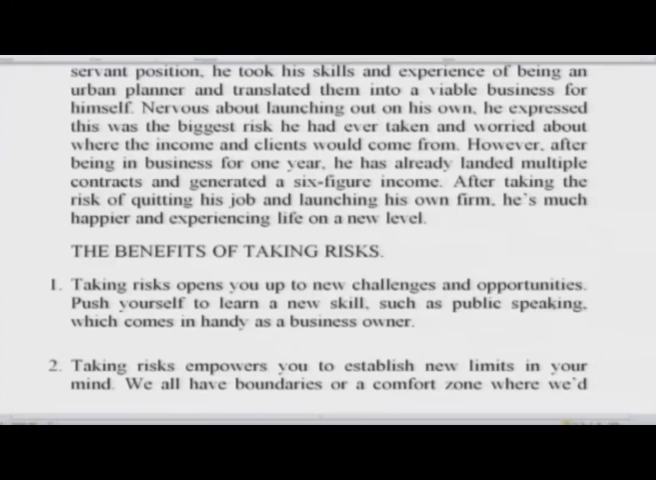 servant position, he took his skills and experience of being an
urban planner and translated them into a viable business for
himself. Nervous about launching out on his own, he expressed
this was the biggest risk he had ever taken and worried about
where the income and clients would come from. However, after
being in business for one year, he has already landed multiple
contracts and generated a six-figure income. After taking the
risk of quitting his job and launching his own firm, he's much
happier and experiencing life on a new level.
THE BENEFITS OF TAKING RISKS.
1. Taking risks opens you up to new challenges and opportunities.
Push yourself to learn a new skill, such as public speaking,
which comes in handy as a business owner.
2. Taking risks empowers you to establish new limits in your
mind. We all have boundaries or a comfort zone where we'd